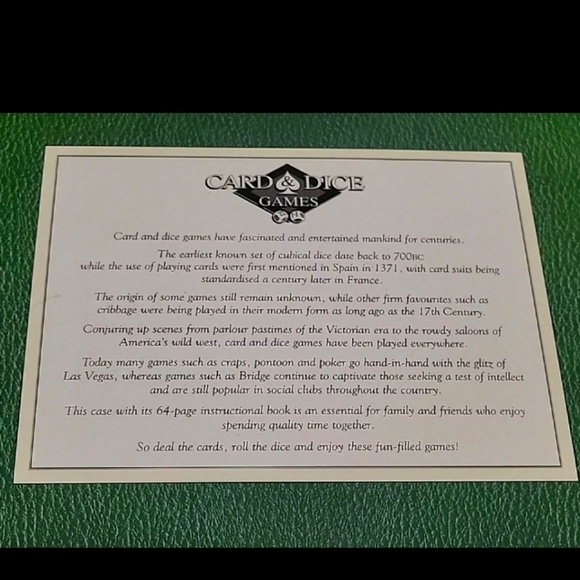 CARD & DICE
GAMES
Card and dice games have fascinated and entertained mankind for centuries.
The earliest known set of cubical dice date back to 700BC
while the use of playing cards were first mentioned in Spain in 1371, with card suits being
standardised a century later in France.
The origin of some games still remain unknown, while other firm favourites such as
cribbage were being played in their modern form as long ago as the 17th Century.
Conjuring up scenes from parlour pastimes of the Victorian era to the rowdy saloons of
America's wild west, card and dice games have been played everywhere.
Today many games such as craps, pontoon and poker go hand-in-hand with the glitz of
Las Vegas, whereas games such as Bridge continue to captivate those seeking a test of intellect
and are still popular in social clubs throughout the country.
This case with its 64-page instructional book is an essential for family and friends who enjoy
spending quality time together.
So deal the cards, roll the dice and enjoy these fun-filled games!